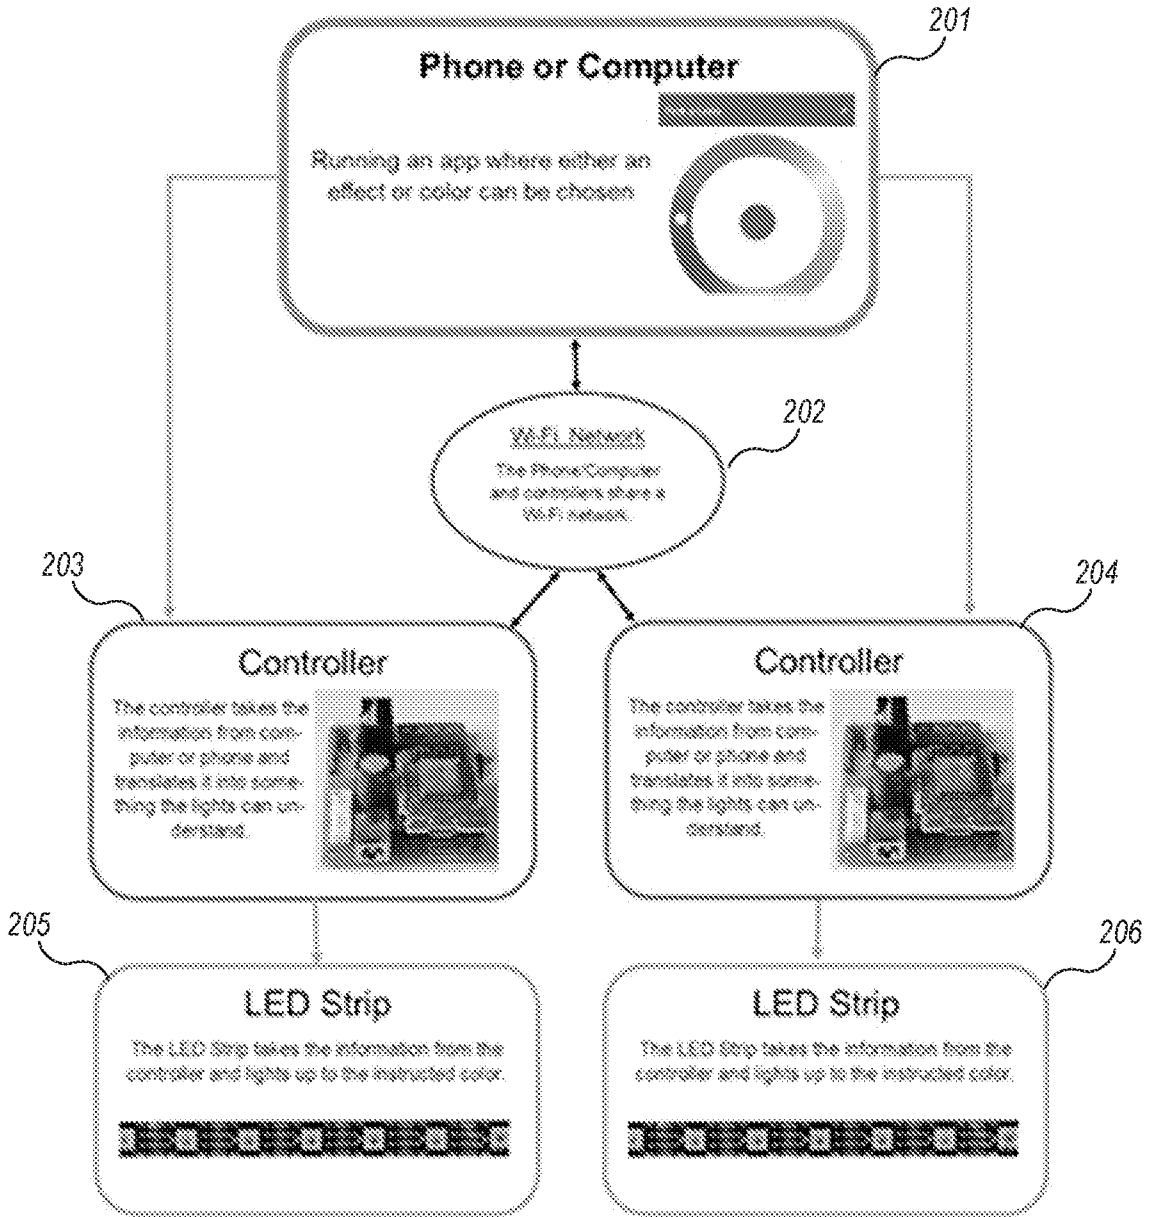 201
Phone or Computer
Running an app where either an
effect or color can be chosen
202
Wi-Fi Network
The Phone/Computer
and controllers share a
Wi-Fi network.
203
204
Controller
The controller takes the
information from com-
puter or phone and
translates it into some-
thing the lights can un-
derstand.
Controller
The controller takes the
information from com-
puter or phone and
translates it into some-
thing the lights can un-
derstand.
205
206
LED Strip
The LED Strip takes the information from the
controller and lights up to the instructed color.
LED Strip
The LED Strip takes the information from the
controller and lights up to the instructed color.